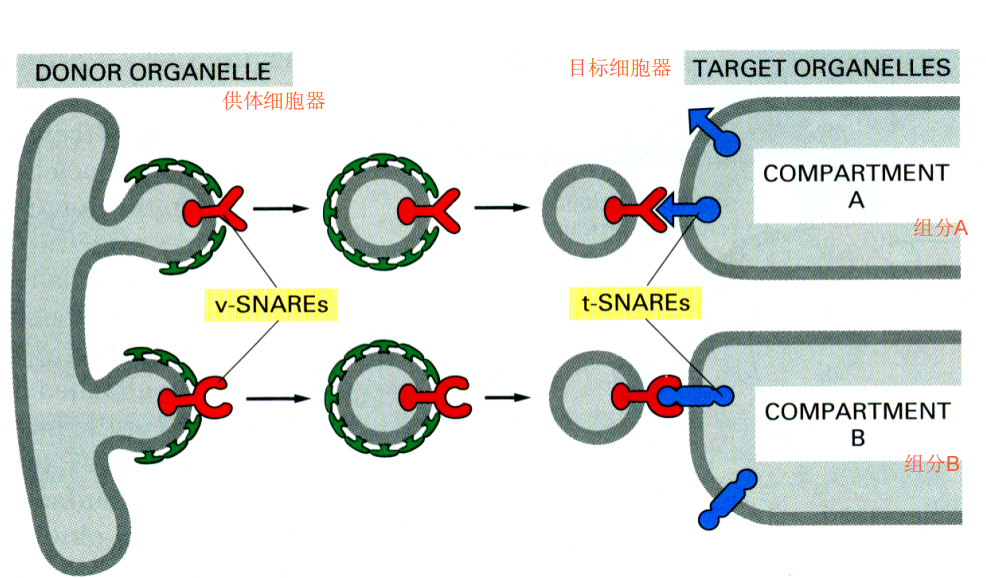 DONOR ORGANELLE
供体细胞器
目标细胞器
TARGET ORGANELLES
COMPARTMENT
A
组分A
v-SNAREs
t-SNAREs
COMPARTMENT
B
组分B